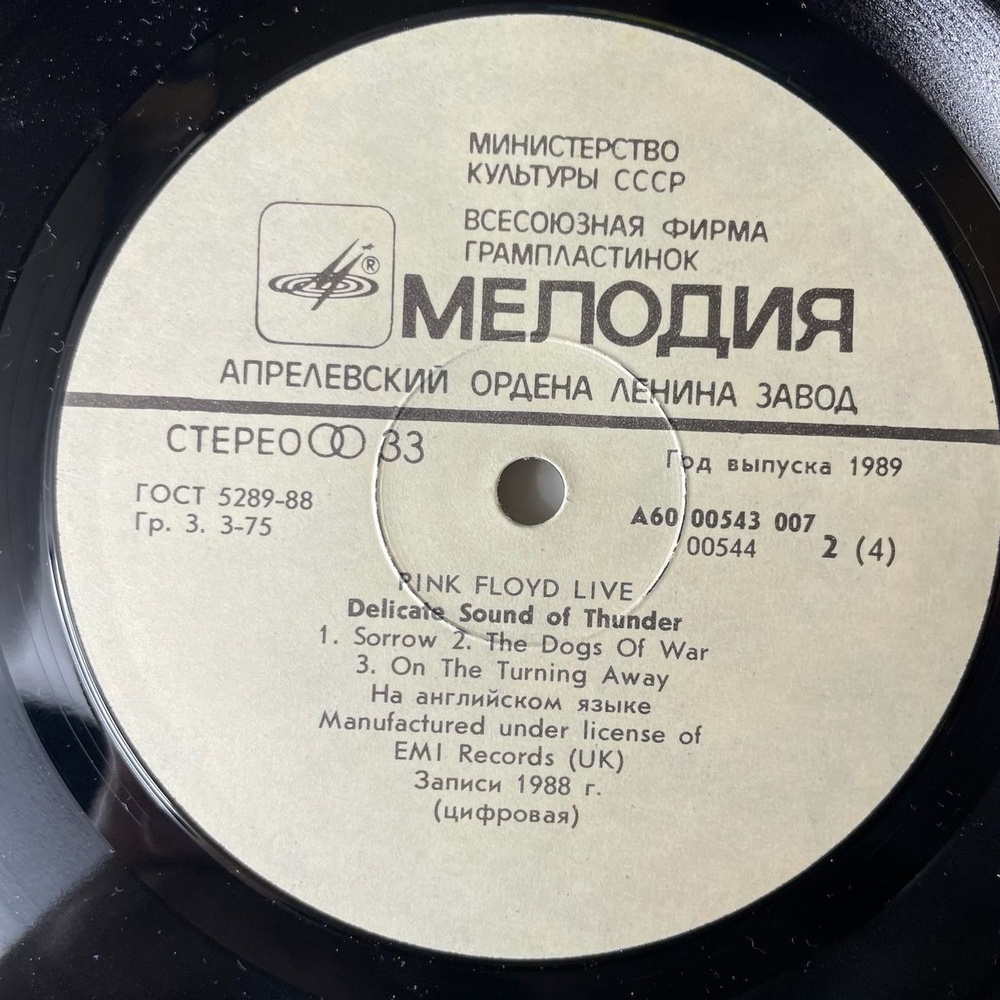 МИНИСТЕРСТВО
КУЛЬТУРЫ СССР
ВСЕСОЮЗНАЯ ФИРМА
ГРАМПЛАСТИНОК
®
МЕЛОДИЯ
АПРЕЛЕВСКИЙ ОРДЕНА ЛЕНИНА ЗАВОД
СТЕРЕО 33
Год выпуска 1989
ГОСТ 5289-88
Гр. 3. 3-75
А60 00543 007
00544 2 (4)
PINK FLOYD LIVE
Delicate Sound of Thunder
1. Sorrow 2. The Dogs Of War
3. On The Turning Away
На английском языке
Manufactured under license of
EMI Records (UK)
Записи 1988 г.
(цифровая)